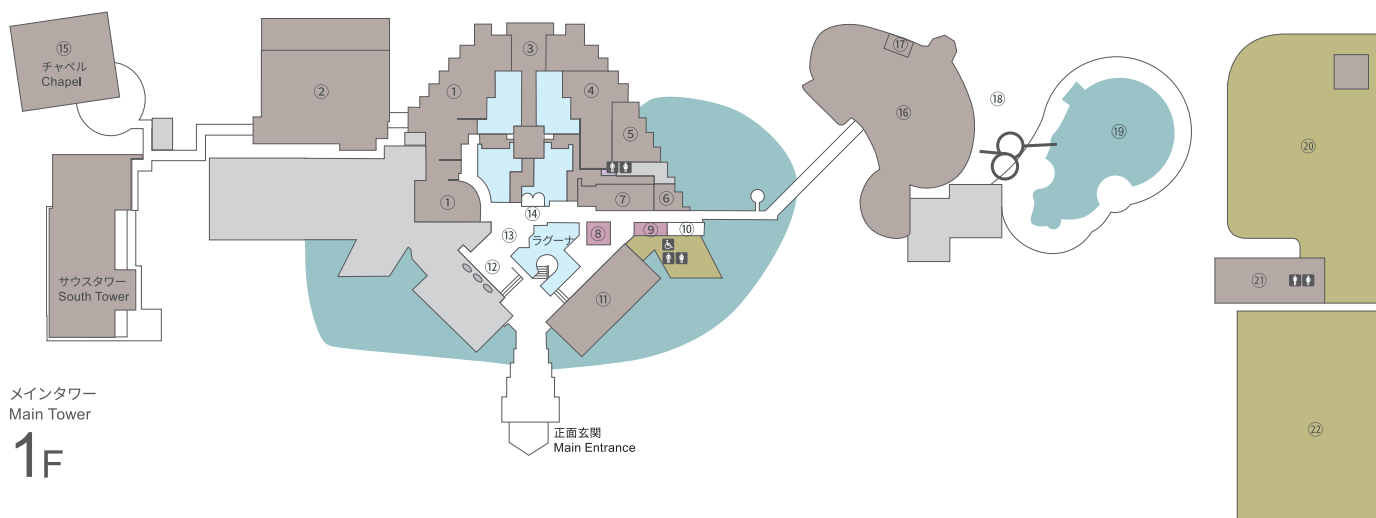 ⑮
チャペル
Chapel
②
①
③
④
⑤
⑰
⑯
⑱
⑲
⑳
①
⑦
⑥
⑭
⑬
ラグーナ
⑧
⑨
⑩
⑫
⑪
サウスタワー
South Tower
㉑
メインタワー
Main Tower
1F
正面玄関
Main Entrance
㉒